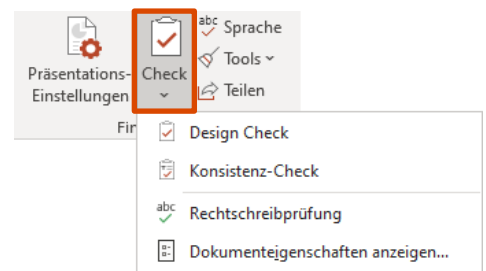 Präsentations-
Einstellungen
Check
abc Sprache
Tools
Teilen
Fin
Design Check
Konsistenz-Check
abc Rechtschreibprüfung
Dokumenteigenschaften anzeigen...